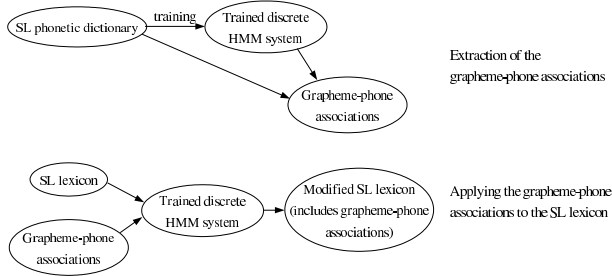 SL phonetic dictionary
training
Trained discrete
HMM system
Grapheme-phone
associations
Extraction of the
grapheme-phone associations
SL lexicon
Grapheme-phone
associations
Trained discrete
HMM system
Modified SL lexicon
(includes grapheme-phone
associations)
Applying the grapheme-phone
associations to the SL lexicon